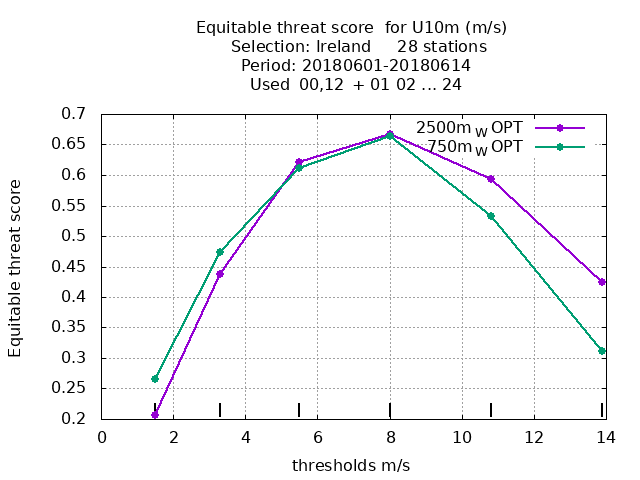 Equitable threat score  for U10m (m/s)
Selection: Ireland     28 stations
Period: 20180601-20180614
Used  00,12  + 01 02 ... 24
2500m W OPT
750m W OPT
0.7
0.65
0.6
0.55
0.5
0.45
0.4
0.35
0.3
0.25
0.2
Equitable threat score
0 2 4 6 8 10 12 14
thresholds m/s